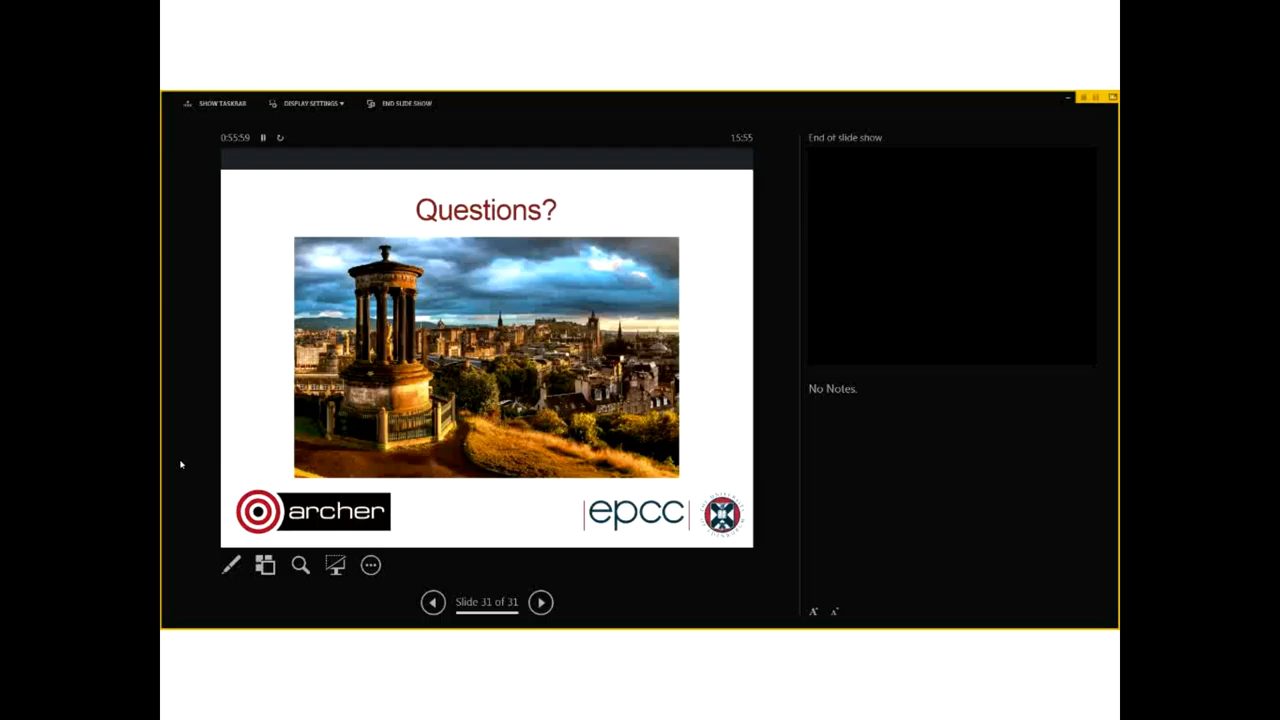 SHOW TASKBAR
DISPLAY SETTINGS ▾
END SLIDE SHOW
0:55:59
15:55
End of slide show
Questions?
archer
epcc
No Notes.
Slide 31 of 31
A
A